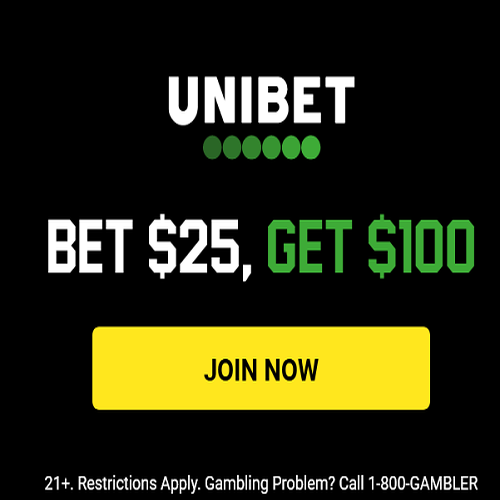 UNIBET
BET $25, GET $100
JOIN NOW
21+. Restrictions Apply. Gambling Problem? Call 1-800-GAMBLER